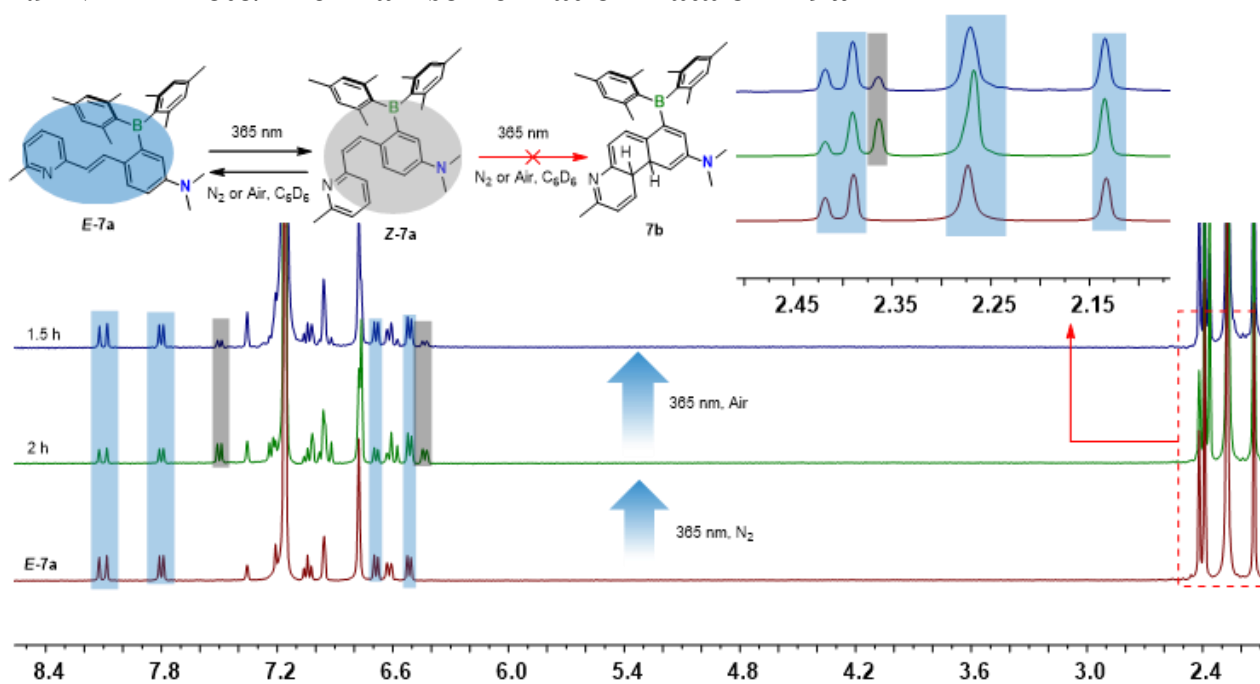 B
B
B
365 nm
365 nm
H
H
N
N
N
N
N
N
N₂ or Air, C₆D₆
N₂ or Air, C₆D₆
E-7a
Z-7a
7b
2.45 2.35 2.25 2.15
1.5 h
365 nm, Air
2 h
365 nm, N₂
E-7a
8.4 7.8 7.2 6.6 6.0 5.4 4.8 4.2 3.6 3.0 2.4